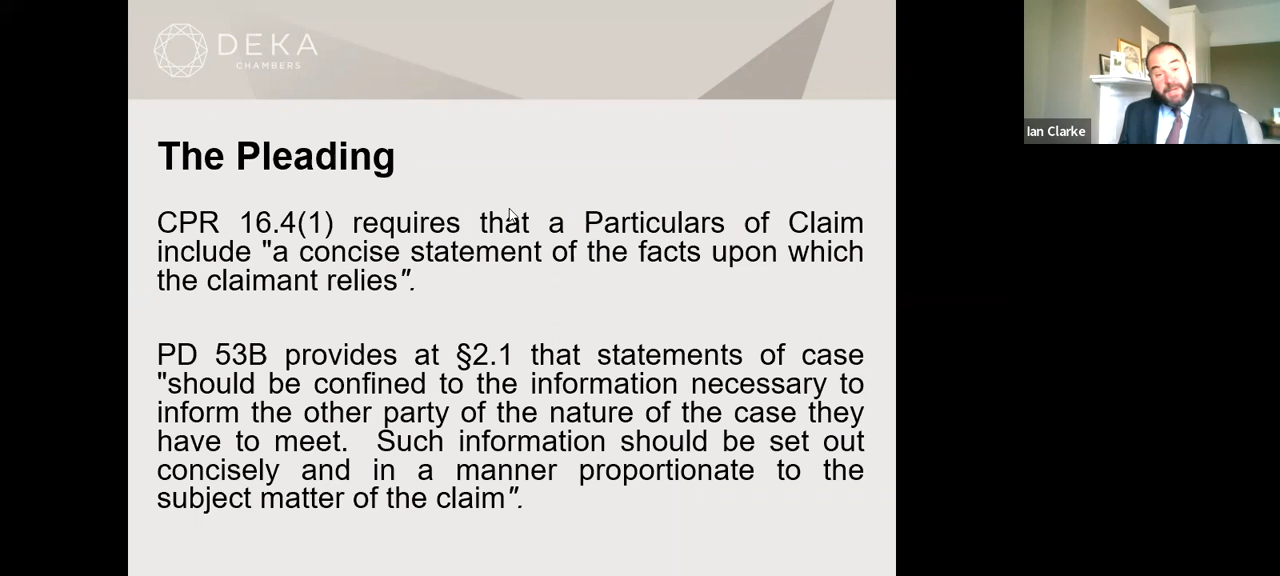 DEKA
CHAMBERS
Ian Clarke
The Pleading
CPR 16.4(1) requires that a Particulars of Claim
include "a concise statement of the facts upon which
the claimant relies".
PD 53B provides at §2.1 that statements of case
"should be confined to the information necessary to
inform the other party of the nature of the case they
have to meet. Such information should be set out
concisely and in a manner proportionate to the
subject matter of the claim".